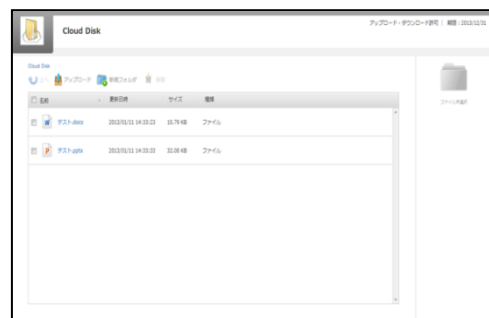 Cloud Disk
アップロード・ダウンロード許可 | 期限 : 2013/12/31
Cloud Disk
上へ アップロード 新規フォルダ 削除
名前 更新日時 サイズ 種類
テスト.docx 2013/01/11 14:33:23 10.79 KB ファイル
テスト.pptx 2013/01/11 14:33:33 32.06 KB ファイル
ファイル未選択